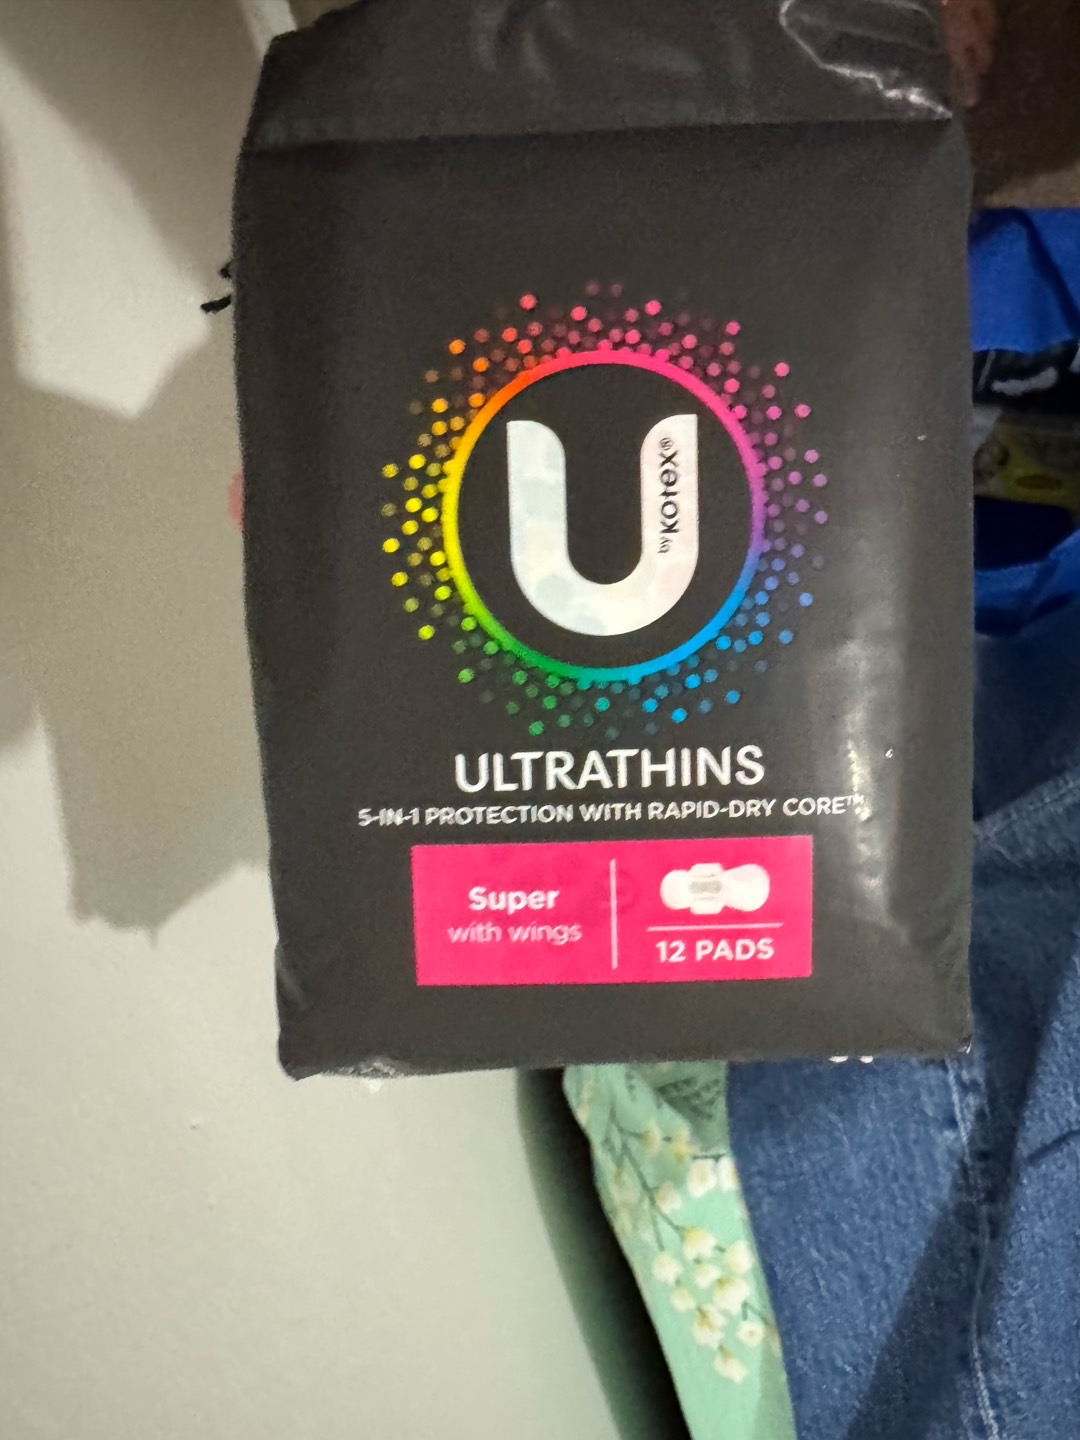 U
by Kotex®
ULTRATHINS
5-IN-1 PROTECTION WITH RAPID-DRY CORE™
Super
with wings
12 PADS